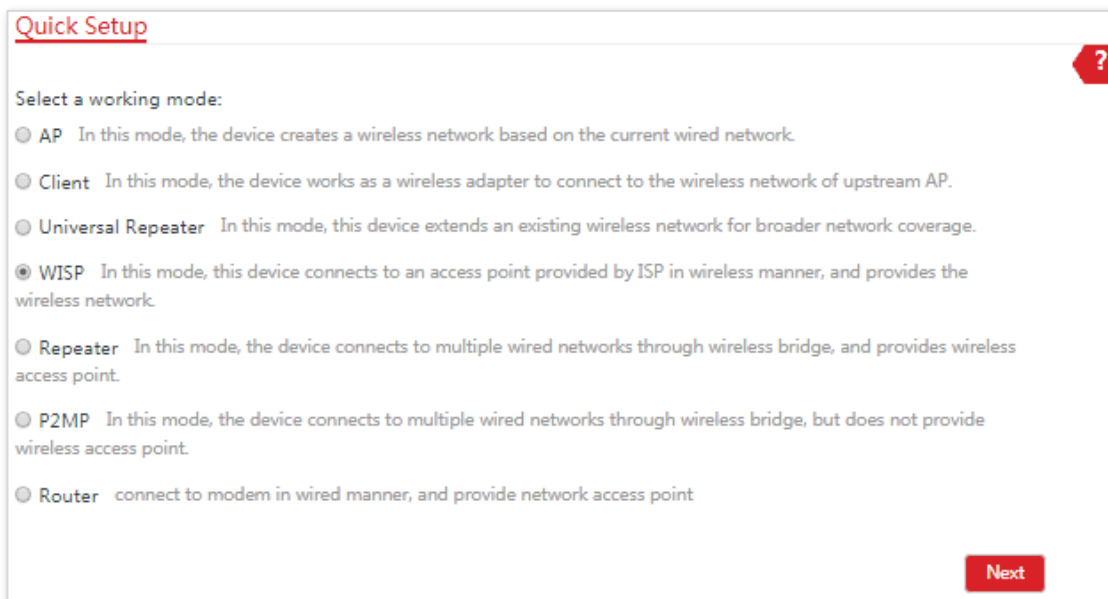 Quick Setup
?
Select a working mode:
AP In this mode, the device creates a wireless network based on the current wired network.
Client In this mode, the device works as a wireless adapter to connect to the wireless network of upstream AP.
Universal Repeater In this mode, this device extends an existing wireless network for broader network coverage.
WISP In this mode, this device connects to an access point provided by ISP in wireless manner, and provides the
wireless network.
Repeater In this mode, the device connects to multiple wired networks through wireless bridge, and provides wireless
access point.
P2MP In this mode, the device connects to multiple wired networks through wireless bridge, but does not provide
wireless access point.
Router connect to modem in wired manner, and provide network access point
Next